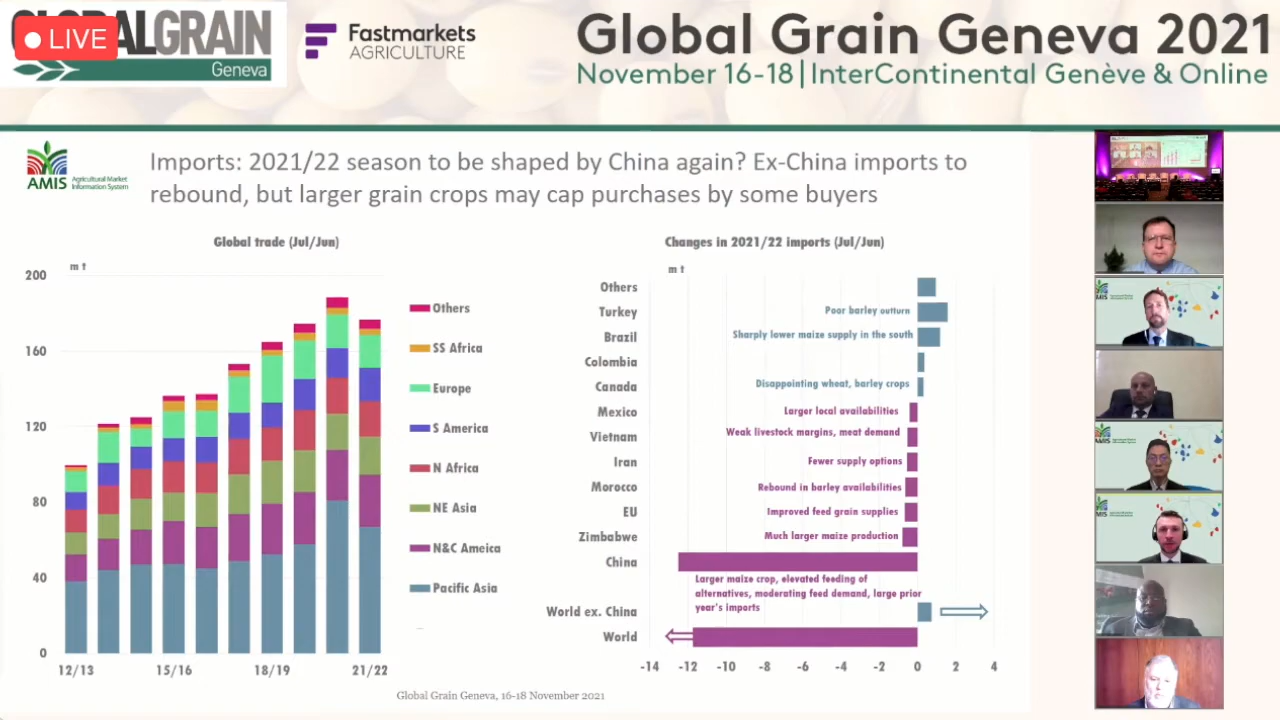 GLOBALGRAIN
LIVE
Geneva
Fastmarkets
AGRICULTURE
Global Grain Geneva 2021
November 16-18|InterContinental Genève & Online
AMIS
Agricultural Market
Information System
Imports: 2021/22 season to be shaped by China again? Ex-China imports to
rebound, but larger grain crops may cap purchases by some buyers
Global trade (Jul/Jun)
m t
200
160
120
80
40
0
12/13
15/16
18/19
21/22
Others
SS Africa
Europe
S America
N Africa
NE Asia
N&C Ameica
Pacific Asia
Changes in 2021/22 imports (Jul/Jun)
m t
Others
Turkey
Poor barley outturn
Brazil
Sharply lower maize supply in the south
Colombia
Canada
Disappointing wheat, barley crops
Mexico
Larger local availabilities
Vietnam
Weak livestock margins, meat demand
Iran
Fewer supply options
Morocco
Rebound in barley availabilities
EU
Improved feed grain supplies
Zimbabwe
Much larger maize production
China
Larger maize crop, elevated feeding of
alternatives, moderating feed demand, large prior
year's imports
World ex. China
World
-14
-12
-10
-8
-6
-4
-2
0
2
4
Global Grain Geneva, 16-18 November 2021